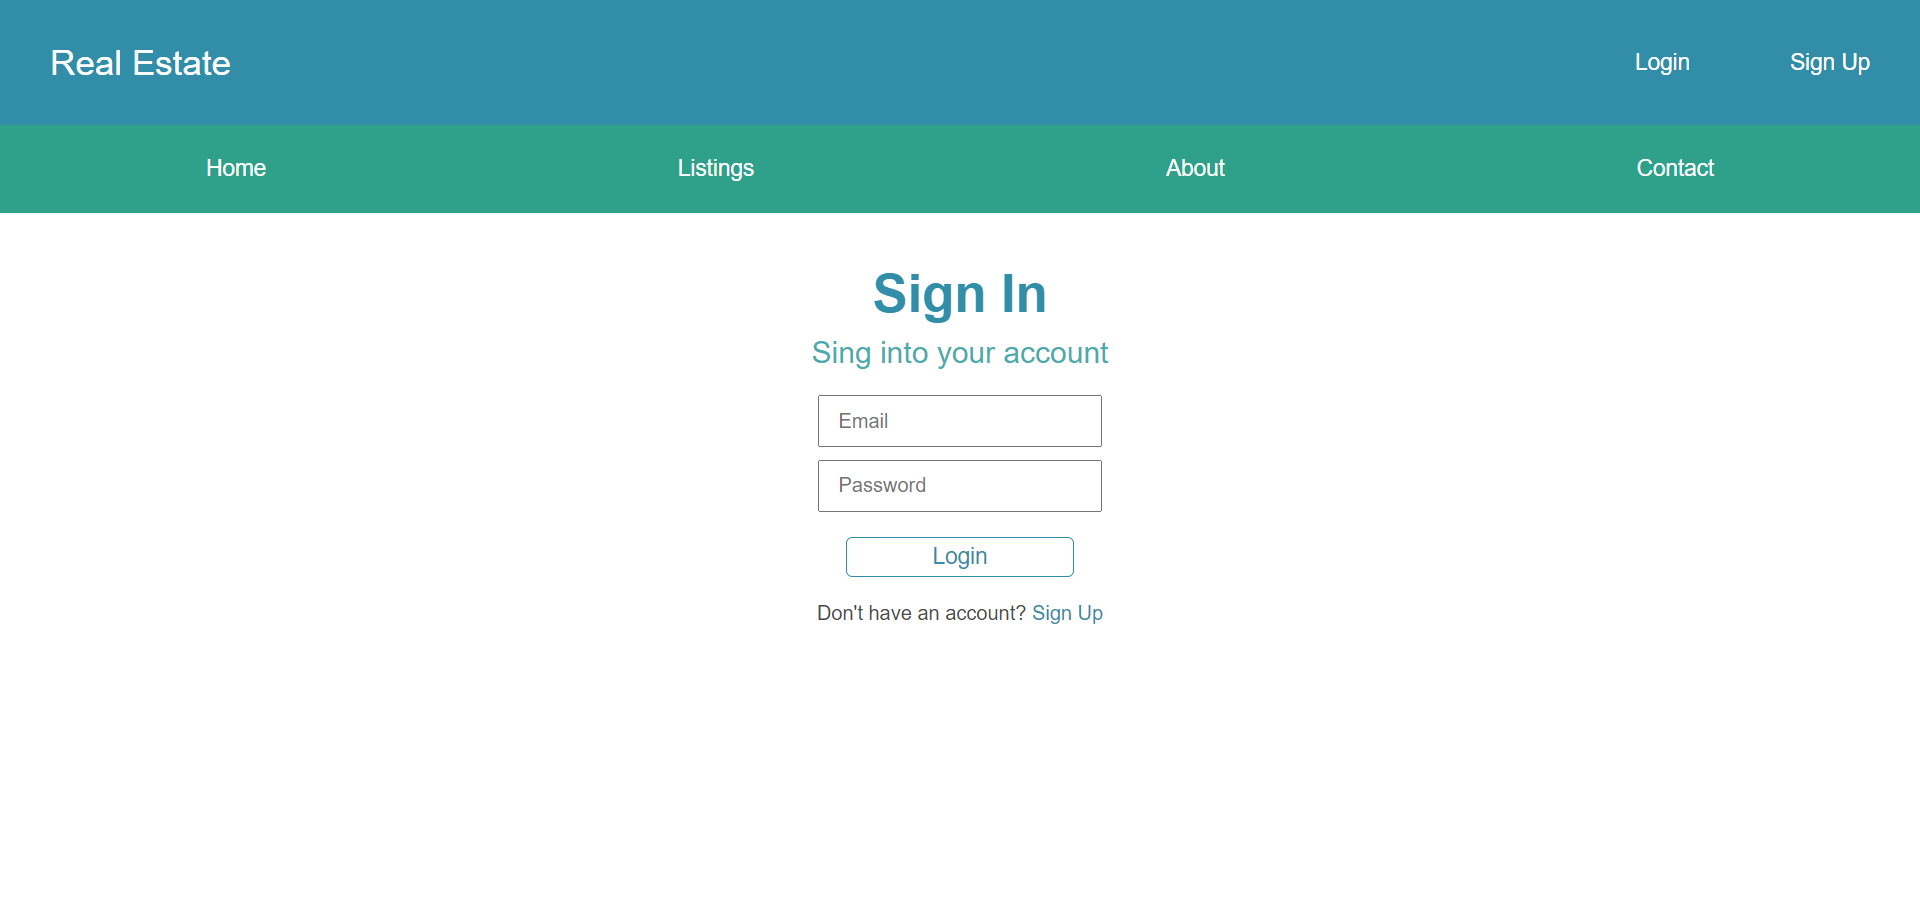 Real Estate Login Sign Up
Home Listings About Contact
Sign In
Sing into your account
Email
Password
Login
Don't have an account? Sign Up